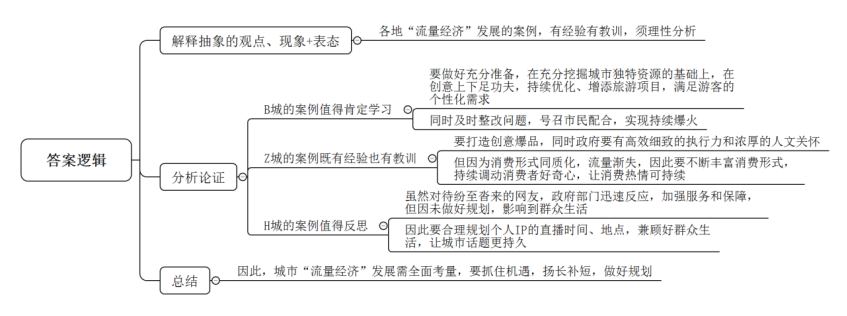 答案逻辑
解释抽象的观点、现象+表态
各地“流量经济”发展的案例，有经验有教训，须理性分析
分析论证
B城的案例值得肯定学习
要做好充分准备，在充分挖掘城市独特资源的基础上，在
创意上下足功夫，持续优化、增添旅游项目，满足游客的
个性化需求
同时及时整改问题，号召市民配合，实现持续爆火
Z城的案例既有经验也有教训
要打造创意爆品，同时政府要有高效细致的执行力和浓厚的人文关怀
但因为消费形式同质化，流量渐失，因此要不断丰富消费形式，
持续调动消费者好奇心，让消费热情可持续
H城的案例值得反思
虽然对待纷至沓来的网友，政府部门迅速反应，加强服务和保障，
但因未做好规划，影响到群众生活
因此要合理规划个人IP的直播时间、地点，兼顾好群众生
活，让城市话题更持久
总结
因此，城市“流量经济”发展需全面考量，要抓住机遇，扬长补短，做好规划